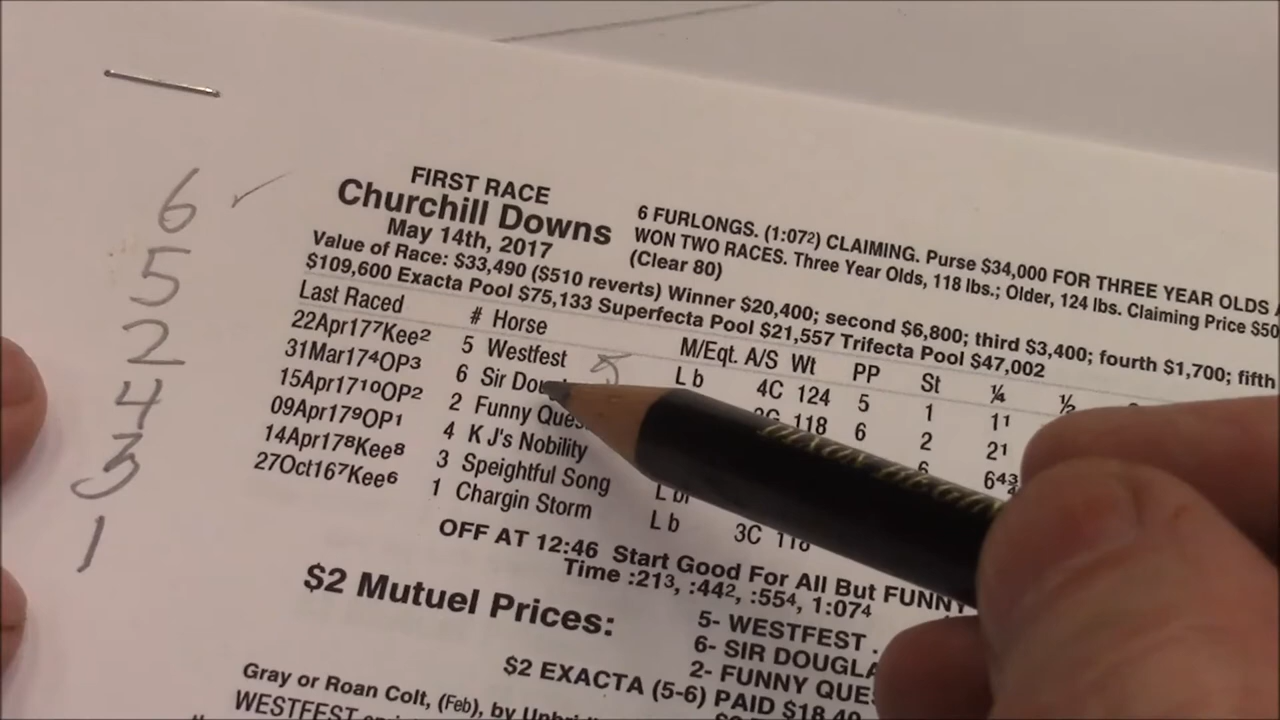 6 ✓
5
2
4
3
1
FIRST RACE
Churchill Downs
May 14th, 2017
6 FURLONGS. (1:07²) CLAIMING. Purse $34,000 FOR THREE YEAR OLDS
WON TWO RACES. Three Year Olds, 118 lbs.; Older, 124 lbs. Claiming Price
(Clear 80)
Value of Race: $33,490 ($510 reverts) Winner $20,400; second $6,800; third $3,400; fourth $1,700; fifth
$109,600 Exacta Pool $75,133 Superfecta Pool $21,557 Trifecta Pool $47,002
Last Raced # Horse M/Eqt. A/S Wt PP St ¼ ½
22Apr17⁷Kee² 5 Westfest 5 L b 4C 124 5 1 1¹
31Mar17⁴OP³ 6 Sir 118 6 2 2¹
15Apr17¹⁰OP² 2 Funny 6
09Apr17⁹OP¹ 4 K J's Nobility
14Apr17⁸Kee⁸ 3 Speightful Song L
27Oct16⁷Kee⁶ 1 Chargin Storm L b 3C
OFF AT 12:46 Start Good For All But FUNNY
Time :21³, :44², :55⁴, 1:07⁴
$2 Mutuel Prices:
5- WESTFEST .
6- SIR
2- FUNNY
$2 EXACTA (5-6) PAID $18.40
Gray or Roan Colt, (Feb), by
WESTFEST